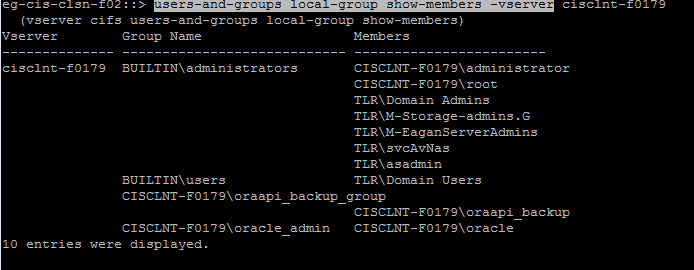 eg-cis-clsn-f02::> users-and-groups local-group show-members -vserver cisclnt-f0179
  (vserver cifs users-and-groups local-group show-members)
Vserver        Group Name                   Members
-------------- ---------------------------- ------------------------
cisclnt-f0179  BUILTIN\administrators       CISCLNT-F0179\administrator
                                            CISCLNT-F0179\root
                                            TLR\Domain Admins
                                            TLR\M-Storage-admins.G
                                            TLR\M-EaganServerAdmins
                                            TLR\svcAvNas
                                            TLR\asadmin
               BUILTIN\users                TLR\Domain Users
               CISCLNT-F0179\oraapi_backup_group
                                            CISCLNT-F0179\oraapi_backup
               CISCLNT-F0179\oracle_admin   CISCLNT-F0179\oracle
10 entries were displayed.